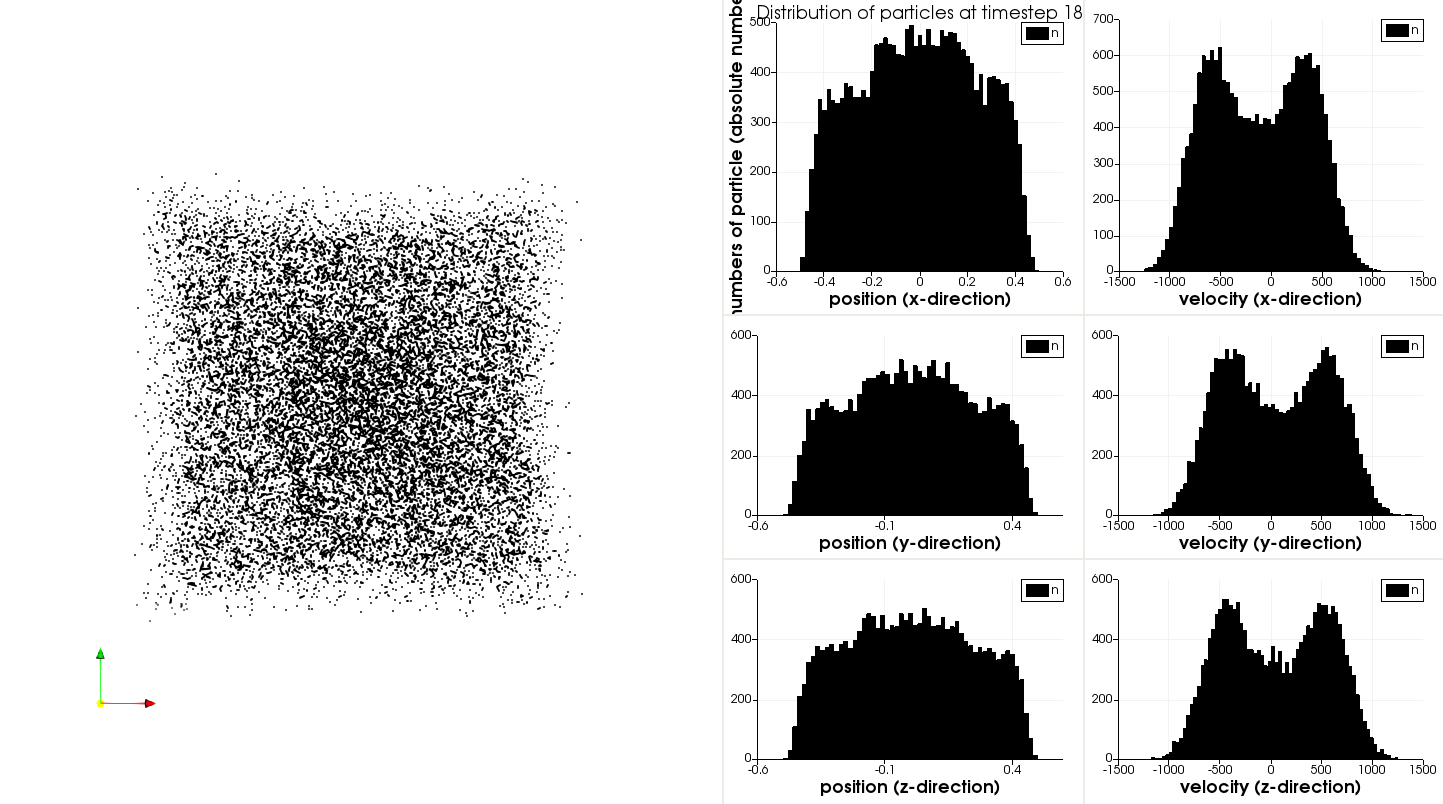 Distribution of particles at timestep 18
numbers of particle (absolute numbe
500
400
300
200
100
0
-0.6 -0.4 -0.2 0 0.2 0.4 0.6
position (x-direction)
n
700
600
500
400
300
200
100
0
-1500 -1000 -500 0 500 1000 1500
velocity (x-direction)
n
600
400
200
0
-0.6 -0.1 0.4
position (y-direction)
n
600
400
200
0
-1500 -1000 -500 0 500 1000 1500
velocity (y-direction)
n
600
400
200
0
-0.6 -0.1 0.4
position (z-direction)
n
600
400
200
0
-1500 -1000 -500 0 500 1000 1500
velocity (z-direction)
n